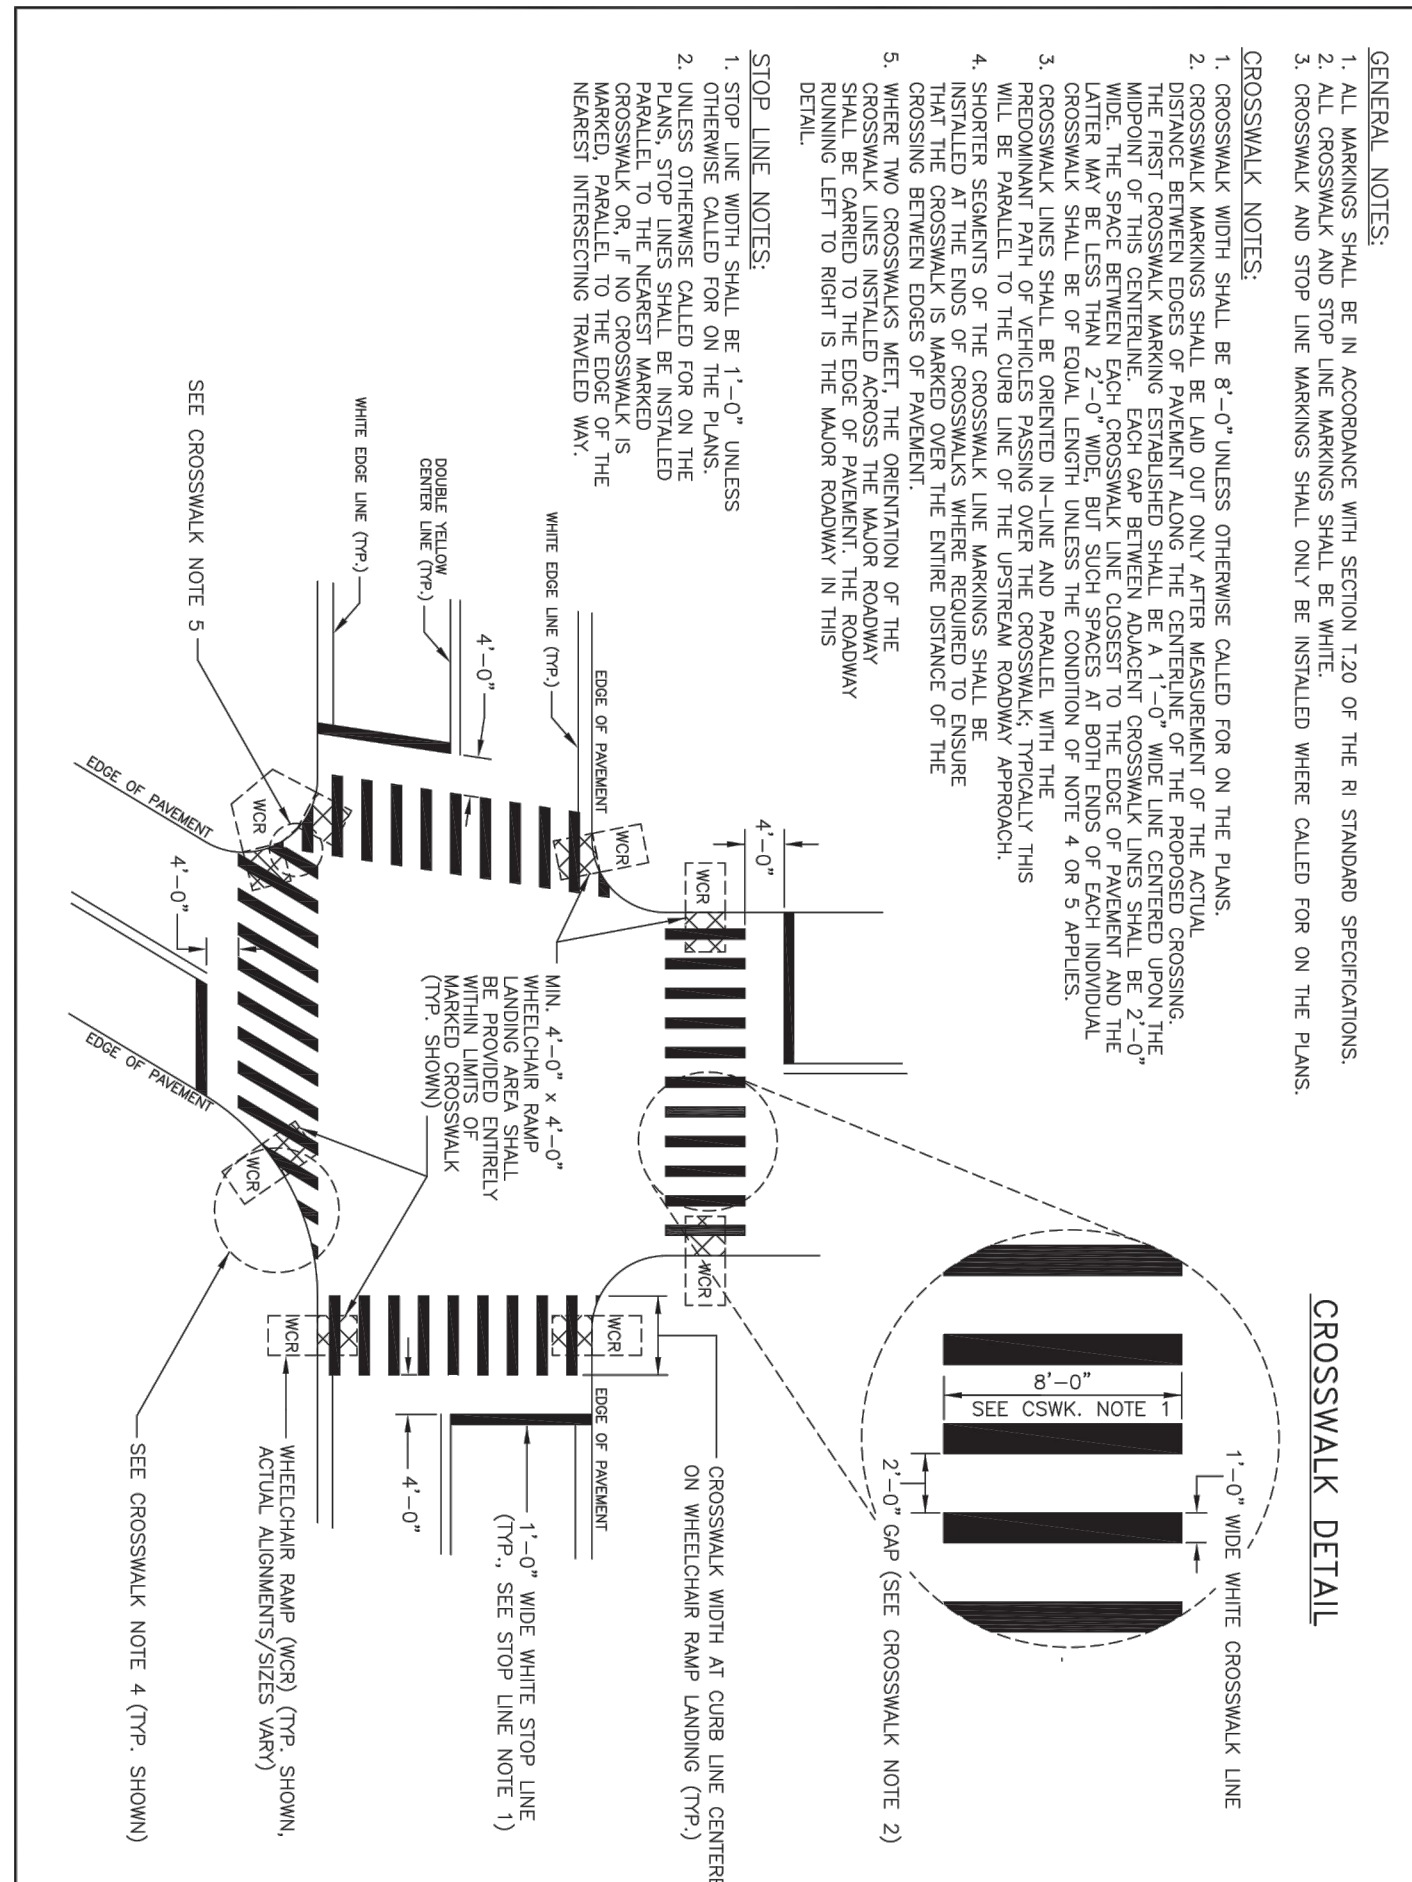 GENERAL NOTES:
1. ALL MARKINGS SHALL BE IN ACCORDANCE WITH SECTION T.20 OF THE RI STANDARD SPECIFICATIONS.
2. ALL CROSSWALK AND STOP LINE MARKINGS SHALL BE WHITE.
3. CROSSWALK AND STOP LINE MARKINGS SHALL ONLY BE INSTALLED WHERE CALLED FOR ON THE PLANS.
CROSSWALK NOTES:
1. CROSSWALK WIDTH SHALL BE 8'-0" UNLESS OTHERWISE CALLED FOR ON THE PLANS.
2. CROSSWALK MARKINGS SHALL BE LAID OUT ONLY AFTER MEASUREMENT OF THE ACTUAL
DISTANCE BETWEEN EDGES OF PAVEMENT ALONG THE CENTERLINE OF THE PROPOSED CROSSING.
THE FIRST CROSSWALK MARKING ESTABLISHED SHALL BE A 1'-0" WIDE LINE CENTERED UPON THE
MIDPOINT OF THIS CENTERLINE. EACH GAP BETWEEN ADJACENT CROSSWALK LINES SHALL BE 2'-0"
WIDE. THE SPACE BETWEEN EACH CROSSWALK LINE CLOSEST TO THE EDGE OF PAVEMENT AND THE
LATTER MAY BE LESS THAN 2'-0" WIDE, BUT SUCH SPACES AT BOTH ENDS OF EACH INDIVIDUAL
CROSSWALK SHALL BE OF EQUAL LENGTH UNLESS THE CONDITION OF NOTE 4 OR 5 APPLIES.
3. CROSSWALK LINES SHALL BE ORIENTED IN-LINE AND PARALLEL WITH THE
PREDOMINANT PATH OF VEHICLES PASSING OVER THE CROSSWALK; TYPICALLY THIS
WILL BE PARALLEL TO THE CURB LINE OF THE UPSTREAM ROADWAY APPROACH.
4. SHORTER SEGMENTS OF THE CROSSWALK LINE MARKINGS SHALL BE
INSTALLED AT THE ENDS OF CROSSWALKS WHERE REQUIRED TO ENSURE
THAT THE CROSSWALK IS MARKED OVER THE ENTIRE DISTANCE OF THE
CROSSING BETWEEN EDGES OF PAVEMENT.
5. WHERE TWO CROSSWALKS MEET, THE ORIENTATION OF THE
CROSSWALK LINES INSTALLED ACROSS THE MAJOR ROADWAY
SHALL BE CARRIED TO THE EDGE OF PAVEMENT. THE ROADWAY
RUNNING LEFT TO RIGHT IS THE MAJOR ROADWAY IN THIS
DETAIL.
STOP LINE NOTES:
1. STOP LINE WIDTH SHALL BE 1'-0" UNLESS
OTHERWISE CALLED FOR ON THE PLANS.
2. UNLESS OTHERWISE CALLED FOR ON THE
PLANS, STOP LINES SHALL BE INSTALLED
PARALLEL TO THE NEAREST MARKED
CROSSWALK OR, IF NO CROSSWALK IS
MARKED, PARALLEL TO THE EDGE OF THE
NEAREST INTERSECTING TRAVELED WAY.
CROSSWALK DETAIL
1'-0" WIDE WHITE CROSSWALK LINE
8'-0"
SEE CSWK. NOTE 1
2'-0" GAP (SEE CROSSWALK NOTE 2)
4'-0"
WCR
WCR
CROSSWALK WIDTH AT CURB LINE CENTERE
ON WHEELCHAIR RAMP LANDING (TYP.)
WHITE EDGE LINE (TYP.)
EDGE OF PAVEMENT
WCR
WCR
EDGE OF PAVEMENT
MIN. 4'-0" x 4'-0"
WHEELCHAIR RAMP
LANDING AREA SHALL
BE PROVIDED ENTIRELY
WITHIN LIMITS OF
MARKED CROSSWALK
(TYP. SHOWN)
1'-0" WIDE WHITE STOP LINE
(TYP., SEE STOP LINE NOTE 1)
4'-0"
DOUBLE YELLOW
CENTER LINE (TYP.)
4'-0"
WHITE EDGE LINE (TYP.)
WCR
WHEELCHAIR RAMP (WCR) (TYP. SHOWN,
ACTUAL ALIGNMENTS/SIZES VARY)
SEE CROSSWALK NOTE 5
WCR
WCR
EDGE OF PAVEMENT
4'-0"
EDGE OF PAVEMENT
SEE CROSSWALK NOTE 4 (TYP. SHOWN)